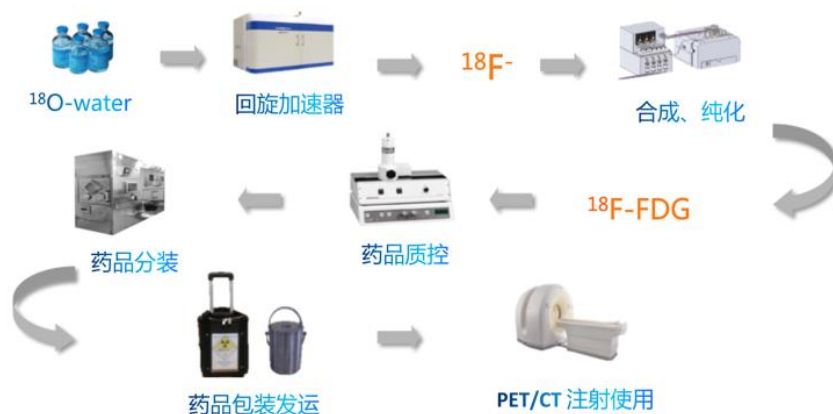 ¹⁸O-water
回旋加速器
¹⁸F-
合成、纯化
¹⁸F-FDG
药品质控
药品分装
药品包装发运
PET/CT 注射使用